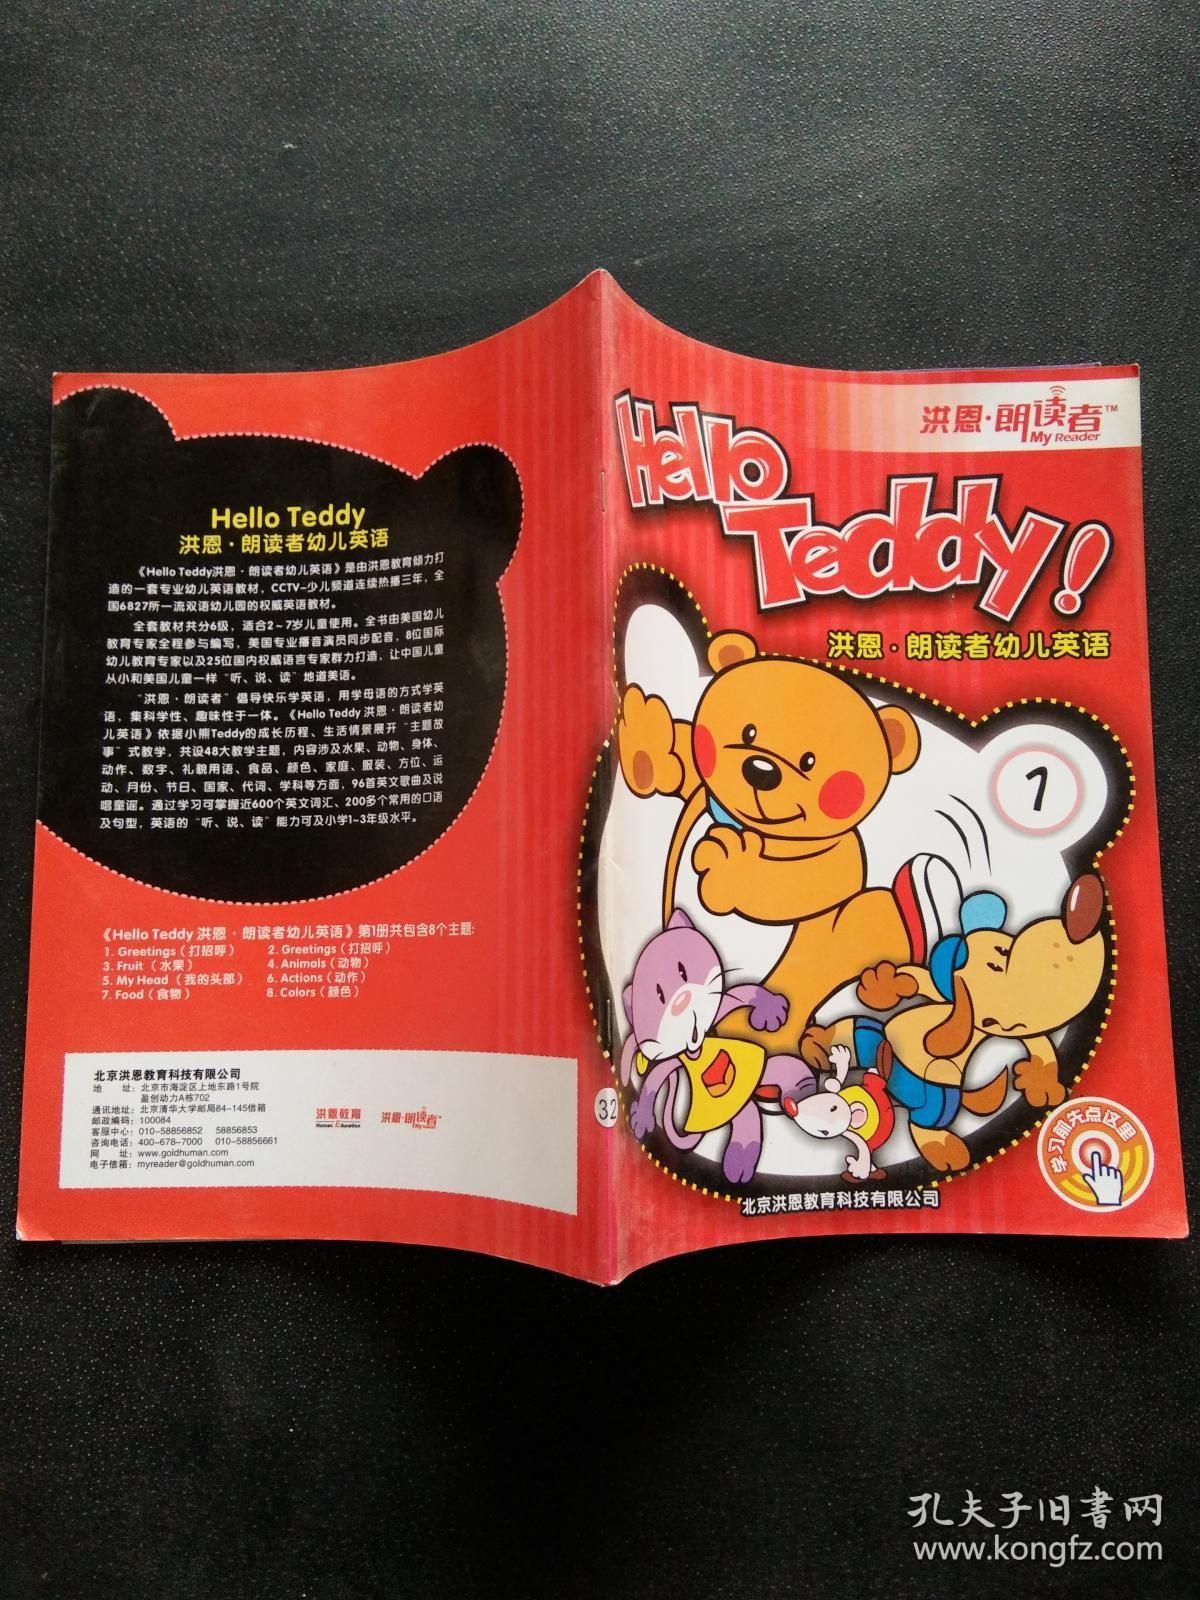 Hello Teddy
洪恩·朗读者幼儿英语
《Hello Teddy洪恩·朗读者幼儿英语》是由洪恩教育倾力打
造的一套专业幼儿英语教材，CCTV-少儿频道连续热播三年，全
国6827所一流双语幼儿园的权威英语教材。
全套教材共分6级，适合2~7岁儿童使用。全书由美国幼儿
教育专家全程参与编写，美国专业播音演员同步配音，8位国际
幼儿教育专家以及25位国内权威语言专家群力打造，让中国儿童
从小和美国儿童一样“听、说、读”地道美语。
“洪恩·朗读者”倡导快乐学英语，用学母语的方式学英
语，集科学性、趣味性于一体。《Hello Teddy 洪恩·朗读者幼
儿英语》依据小熊Teddy的成长历程、生活情景展开“主题故
事”式教学，共设48大教学主题，内容涉及水果、动物、身体、
动作、数字、礼貌用语、食品、颜色、家庭、服装、方位、运
动、月份、节日、国家、代词、学科等方面，96首英文歌曲及说
唱童谣。通过学习可掌握近600个英文词汇、200多个常用的口语
及句型，英语的“听、说、读”能力可及小学1~3年级水平。
《Hello Teddy 洪恩·朗读者幼儿英语》第1册共包含8个主题:
1. Greetings（打招呼） 2. Greetings（打招呼）
3. Fruit（水果） 4. Animals（动物）
5. My Head（我的头部） 6. Actions（动作）
7. Food（食物） 8. Colors（颜色）
北京洪恩教育科技有限公司
地 址：北京市海淀区上地东路1号院
盈创动力A栋702
通讯地址：北京清华大学邮局84-145信箱
邮政编码：100084
客服中心：010-58856852 58856853
咨询电话：400-678-7000 010-58856661
网 址：www.goldhuman.com
电子信箱：myreader@goldhuman.com
洪恩教育
Human Education
洪恩·朗读者™
My Reader
洪恩·朗读者™
My Reader
Hello
Teddy!
洪恩·朗读者幼儿英语
1
32
学习前先点这里
北京洪恩教育科技有限公司
孔夫子旧书网
www.kongfz.com